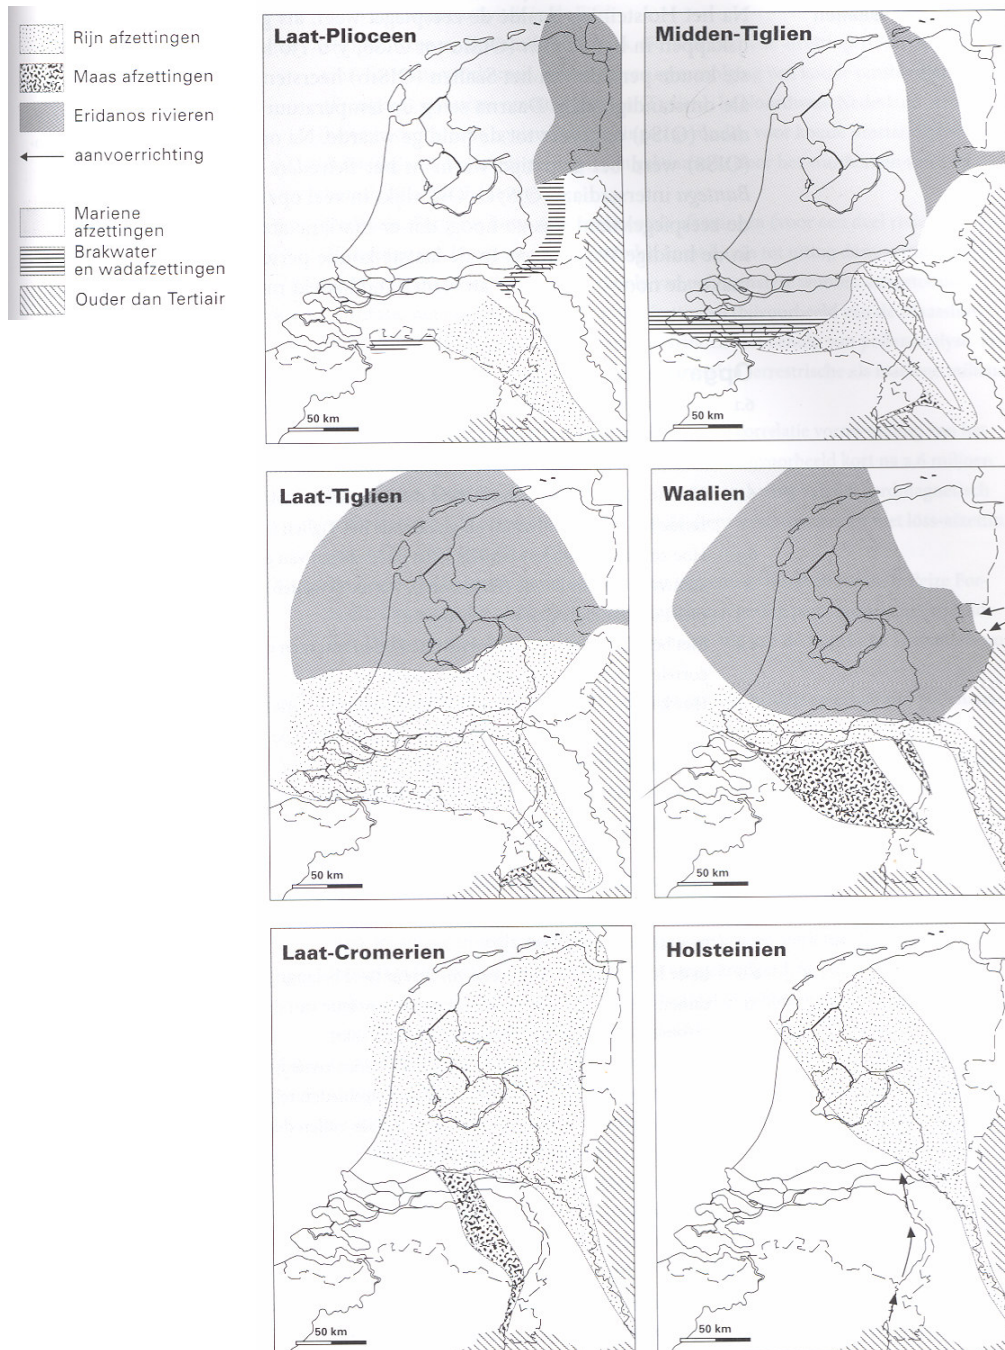 Rijn afzettingen
Maas afzettingen
Eridanos rivieren
aanvoerrichting
Mariene
afzettingen
Brakwater
en wadafzettingen
Ouder dan Tertiair
Laat-Plioceen
50 km
Midden-Tiglien
50 km
Laat-Tiglien
50 km
Waalien
50 km
Laat-Cromerien
50 km
Holsteinien
50 km